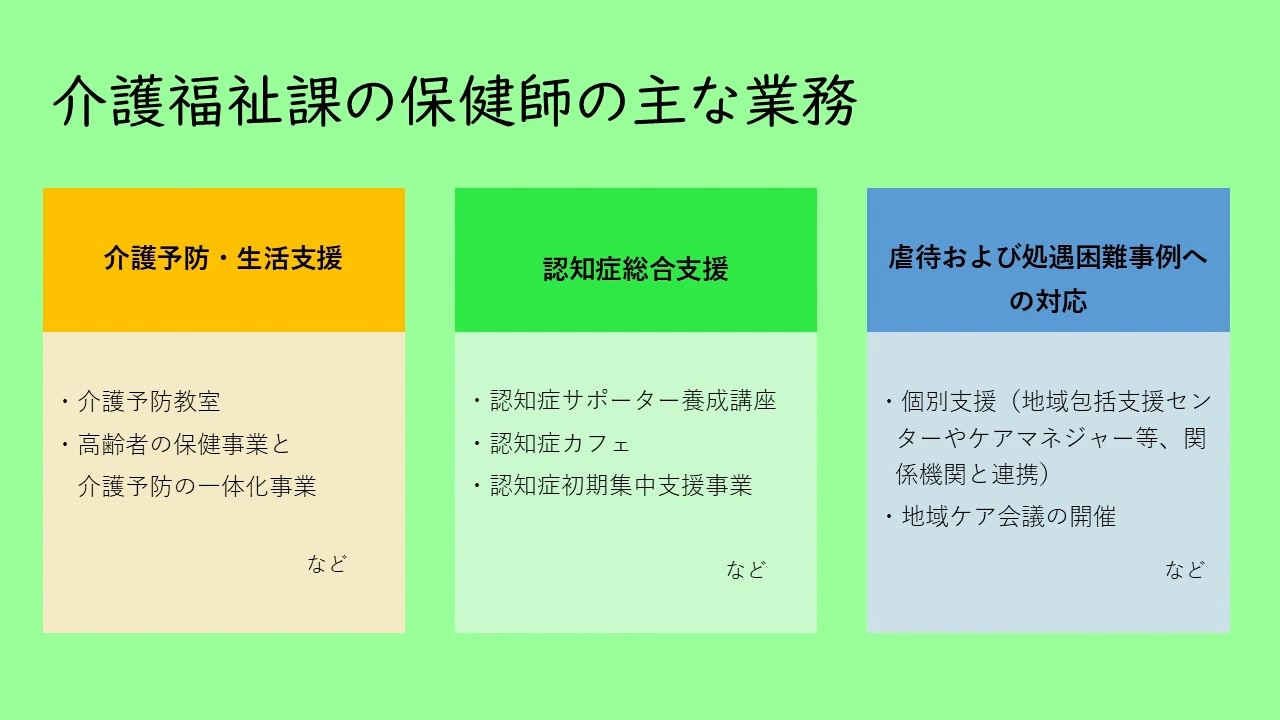 介護福祉課の保健師の主な業務
介護予防・生活支援
・介護予防教室
・高齢者の保健事業と
介護予防の一体化事業
など
認知症総合支援
・認知症サポーター養成講座
・認知症カフェ
・認知症初期集中支援事業
など
虐待および処遇困難事例へ
の対応
・個別支援（地域包括支援セン
ターやケアマネジャー等、関
係機関と連携）
・地域ケア会議の開催
など